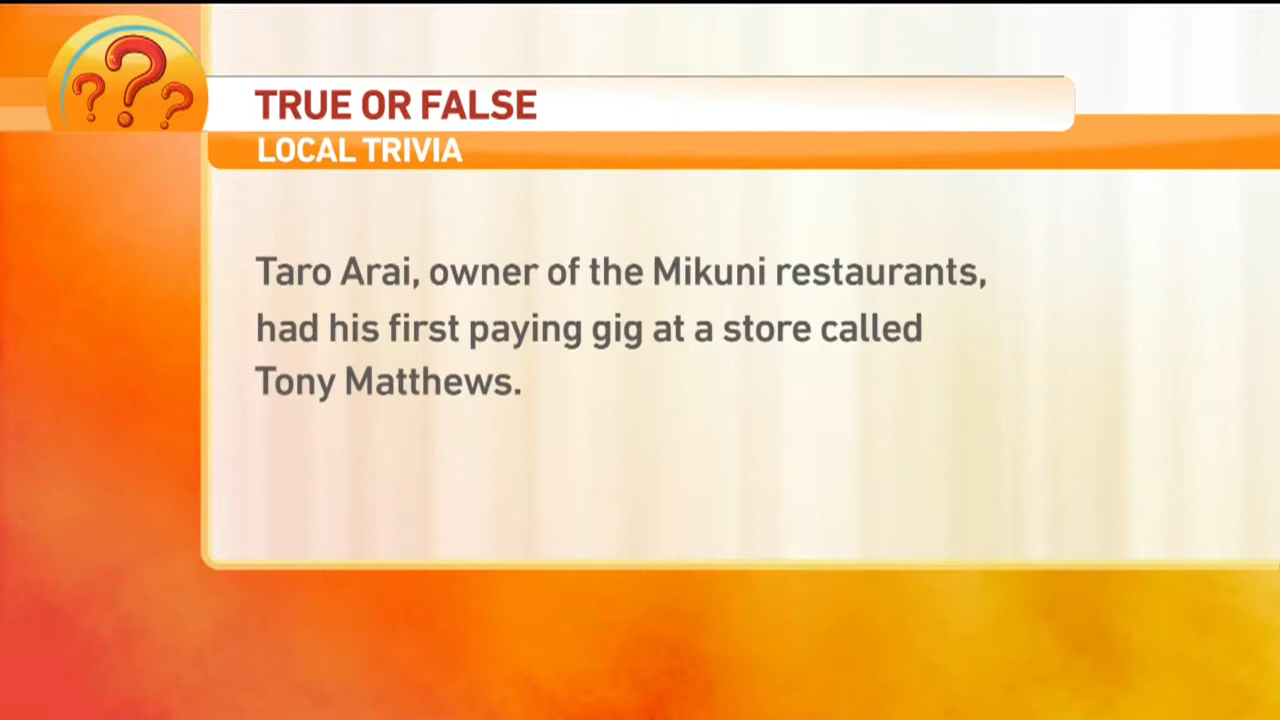 TRUE OR FALSE
LOCAL TRIVIA
Taro Arai, owner of the Mikuni restaurants,
had his first paying gig at a store called
Tony Matthews.